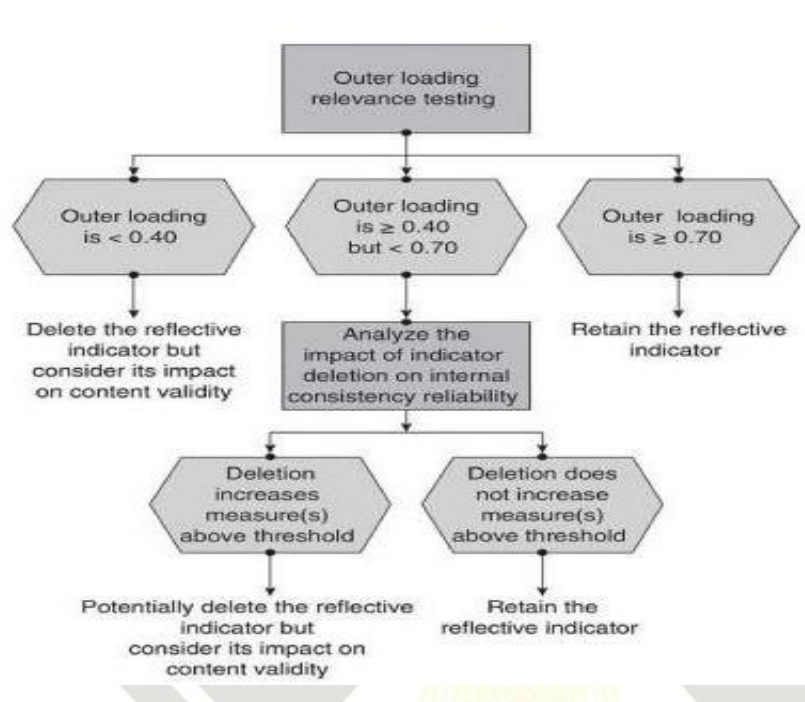 Outer loading
relevance testing
Outer loading
is < 0.40
Outer loading
is ≥ 0.40
but < 0.70
Outer loading
is ≥ 0.70
Delete the reflective
indicator but
consider its impact
on content validity
Analyze the
impact of indicator
deletion on internal
consistency reliability
Retain the reflective
indicator
Deletion
increases
measure(s)
above threshold
Deletion does
not increase
measure(s)
above threshold
Potentially delete the reflective
indicator but
consider its impact on
content validity
Retain the
reflective indicator